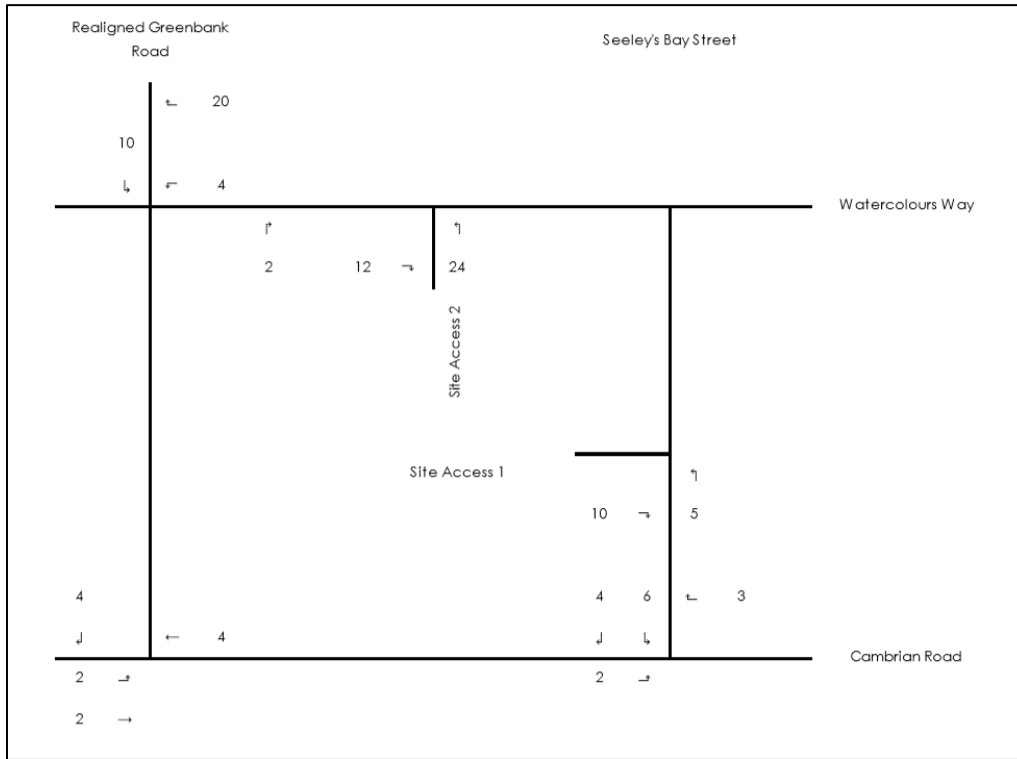 Realigned Greenbank
Road
Seeley's Bay Street
20
10
4
Watercolours Way
2 12 24
Site Access 2
Site Access 1
10 5
4 4 6 3
4
Cambrian Road
2 2
2